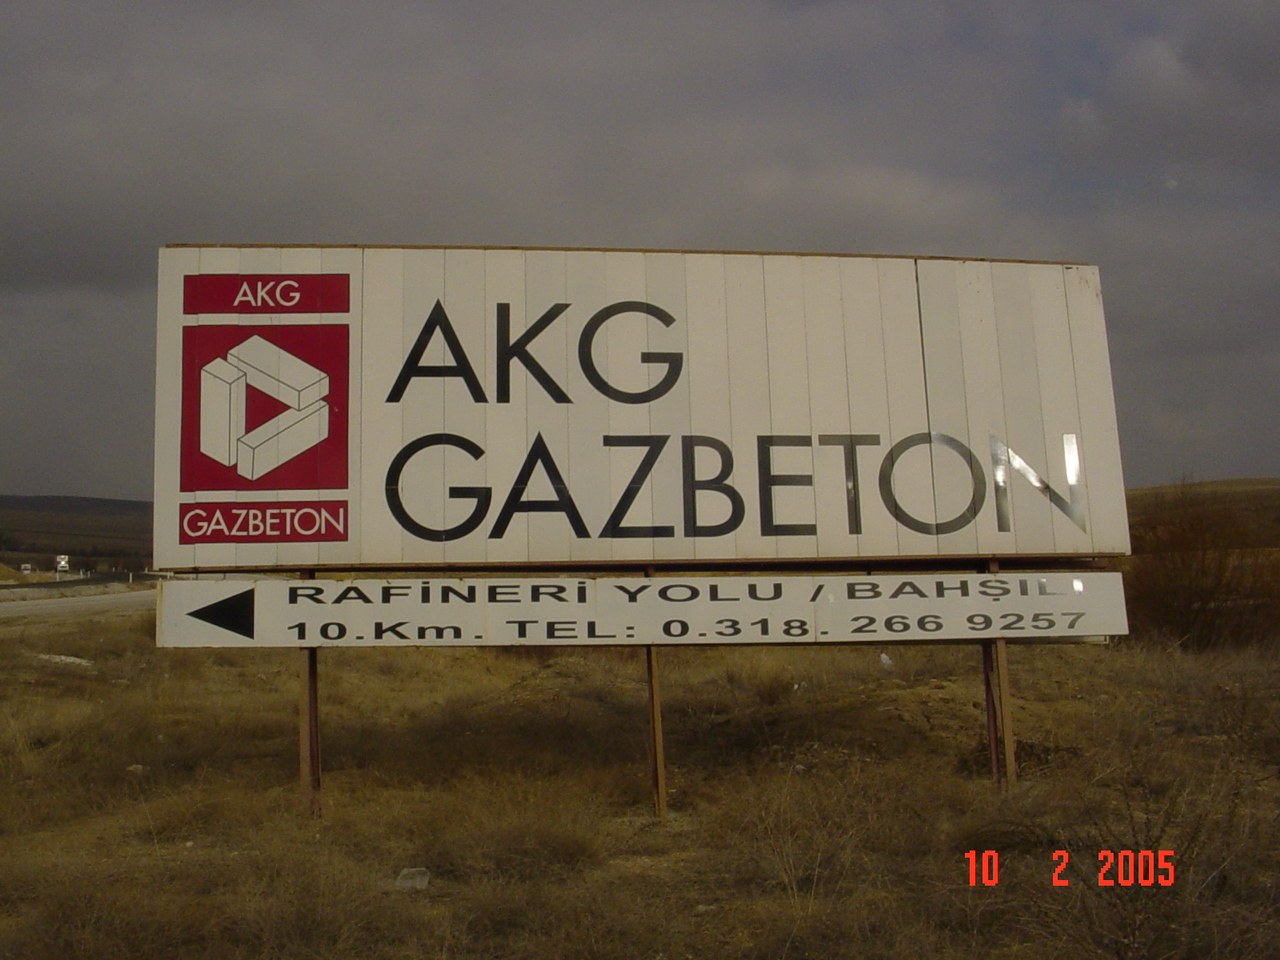 AKG
GAZBETON
AKG
GAZBETON
RAFİNERİ YOLU / BAHŞILI
10.Km. TEL: 0.318. 266 9257
10 2 2005